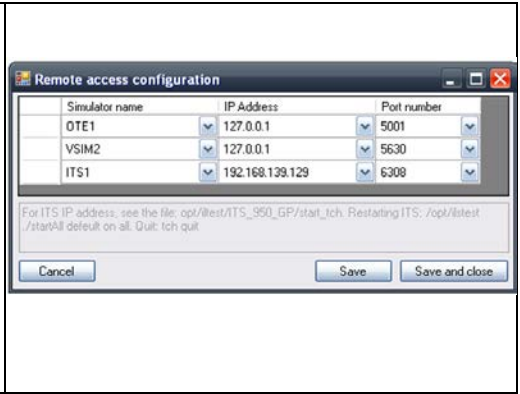 Remote access configuration
Simulator name IP Address Port number
OTE1 127.0.0.1 5001
VSIM2 127.0.0.1 5630
ITS1 192.168.139.129 6308
For ITS IP address, see the file: opt/iltest/ITS_950_GP/start_tch. Restarting ITS: /opt/ilstest
./startAll defeult on all. Quit: tch quit
Cancel Save Save and close